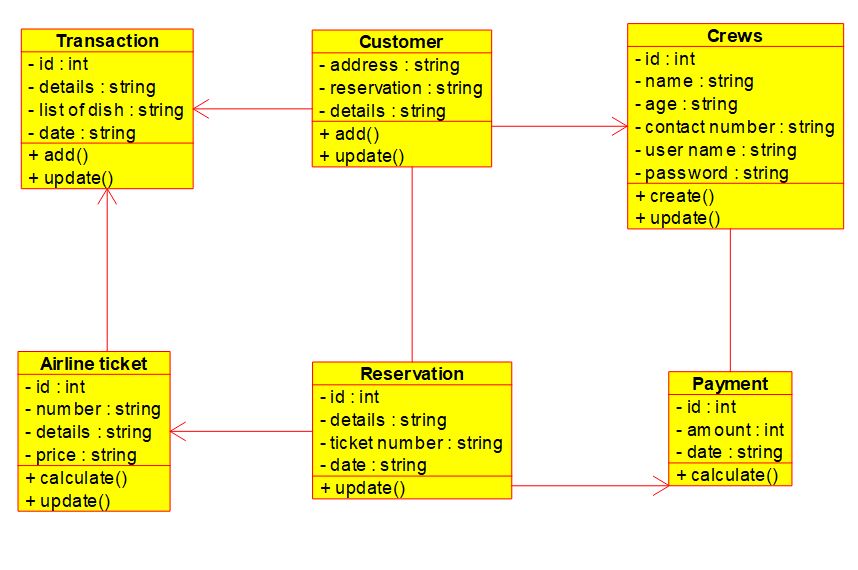 Transaction
- id : int
- details : string
- list of dish : string
- date : string
+ add()
+ update()
Customer
- address : string
- reservation : string
- details : string
+ add()
+ update()
Crews
- id : int
- name : string
- age : string
- contact number : string
- user name : string
- password : string
+ create()
+ update()
Airline ticket
- id : int
- number : string
- details : string
- price : string
+ calculate()
+ update()
Reservation
- id : int
- details : string
- ticket number : string
- date : string
+ update()
Payment
- id : int
- amount : int
- date : string
+ calculate()